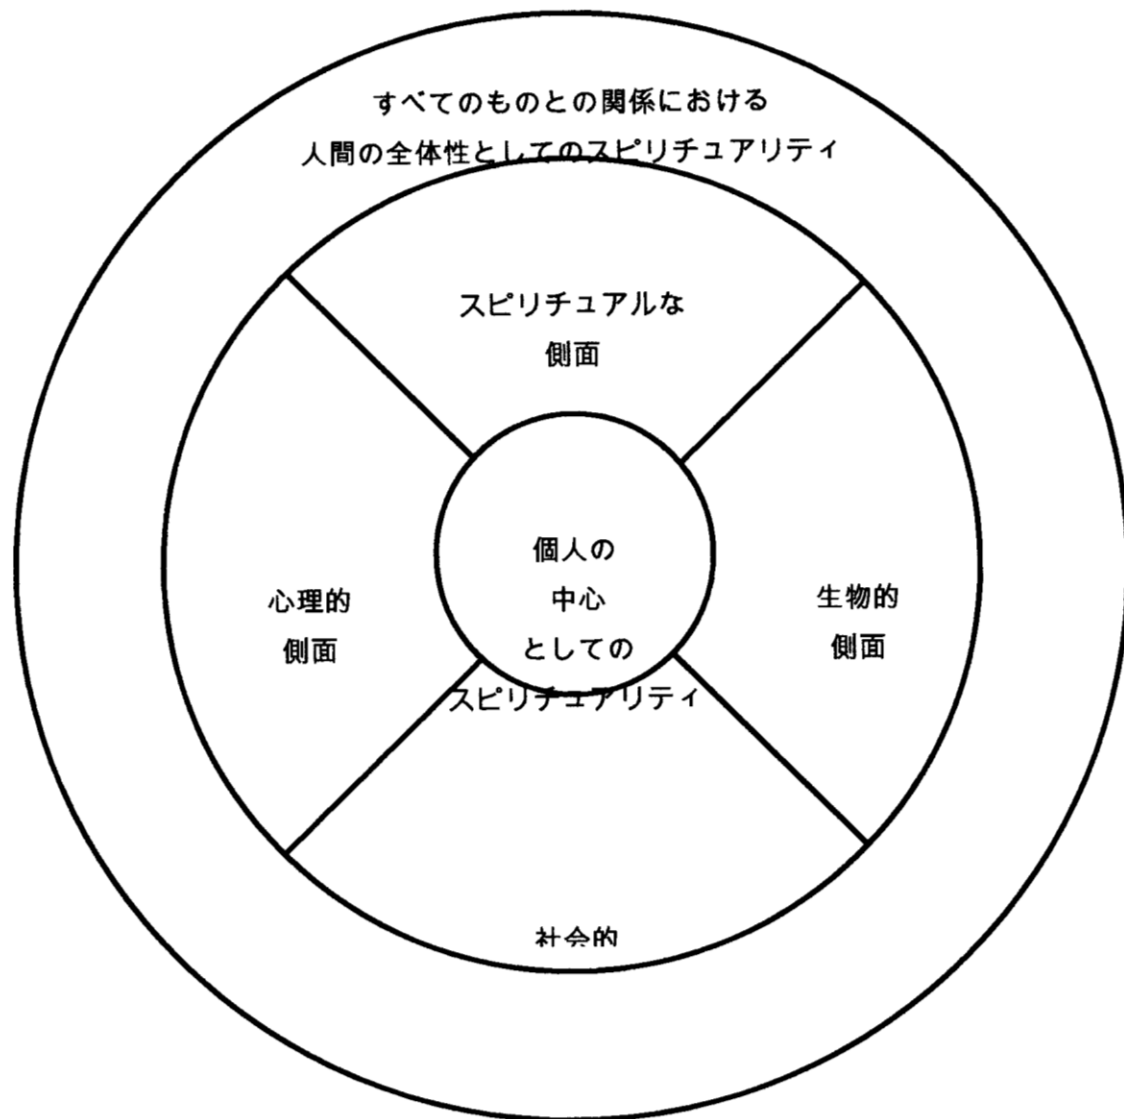 すべてのものとの関係における
人間の全体性としてのスピリチュアリティ
スピリチュアルな
側面
個人の
中心
としての
スピリチュアリティ
心理的
側面
生物的
側面
社会的